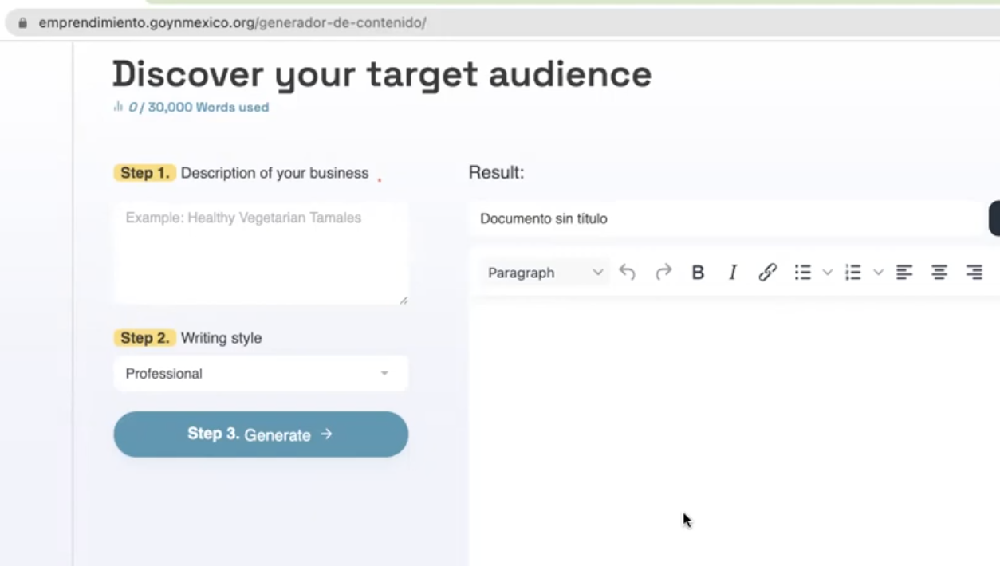 emprendimiento.goynmexico.org/generador-de-contenido/
Discover your target audience
0 / 30,000 Words used
Step 1. Description of your business
Example: Healthy Vegetarian Tamales
Step 2. Writing style
Professional
Step 3. Generate →
Result:
Documento sin título
Paragraph B I